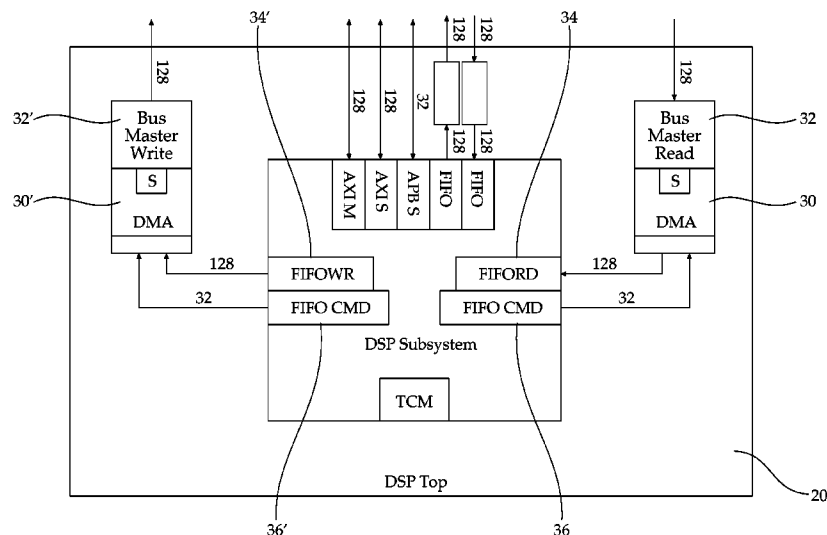 34′
34
128
128
128
128
128
32
128
128
128
32′
Bus
Master
Write
S
DMA
30′
32
Bus
Master
Read
S
DMA
30
AXI M
AXI S
APB S
FIFO
FIFO
128
FIFOWR
FIFORD
128
32
FIFO CMD
FIFO CMD
32
DSP Subsystem
TCM
DSP Top
20
36′
36